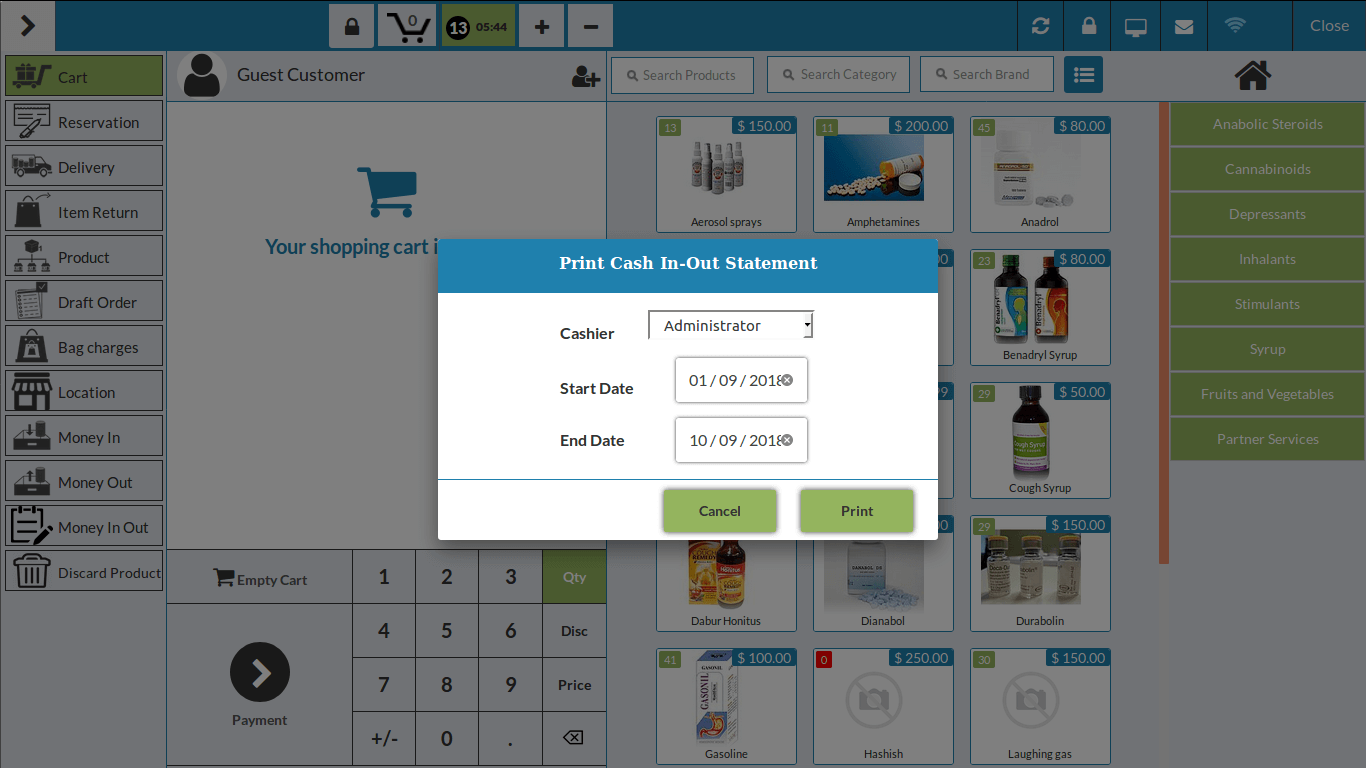 0
13 05:44
Close
Cart
Reservation
Delivery
Item Return
Product
Draft Order
Bag charges
Location
Money In
Money Out
Money In Out
Discard Product
Guest Customer
Search Products
Search Category
Search Brand
Your shopping cart i
Print Cash In-Out Statement
Cashier
Administrator
Start Date
01 / 09 / 2018
End Date
10 / 09 / 2018
Cancel
Print
Empty Cart
Payment
1 2 3 Qty
4 5 6 Disc
7 8 9 Price
+/- 0 .
13 $ 150.00
Aerosol sprays
11 $ 200.00
Amphetamines
45 $ 80.00
Anadrol
23 $ 80.00
Benadryl
Benadryl
Benadryl Syrup
29 $ 50.00
Cough Syrup
Cough Syrup
Dabur Honitus
Dianabol
29 $ 150.00
Durabolin
41 $ 100.00
GASONIL
GASONIL
Gasoline
0 $ 250.00
Hashish
30 $ 150.00
Laughing gas
Anabolic Steroids
Cannabinoids
Depressants
Inhalants
Stimulants
Syrup
Fruits and Vegetables
Partner Services